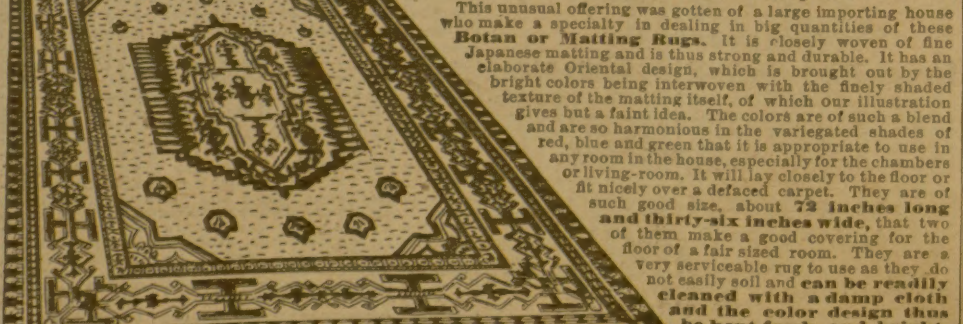 This unusual offering was gotten of a large importing house
who make a specialty in dealing in big quantities of these
Botan or Matting Rugs. It is closely woven of fine
Japanese matting and is thus strong and durable. It has an
elaborate Oriental design, which is brought out by the
bright colors being interwoven with the finely shaded
texture of the matting itself, of which our illustration
gives but a faint idea. The colors are of such a blend
and are so harmonious in the variegated shades of
red, blue and green that it is appropriate to use in
any room in the house, especially for the chambers
or living-room. It will lay closely to the floor or
fit nicely over a defaced carpet. They are of
such good size, about 72 inches long
and thirty-six inches wide, that two
of them make a good covering for the
floor of a fair sized room. They are a
very serviceable rug to use as they do
not easily soil and can be readily
cleaned with a damp cloth
and the color design thus